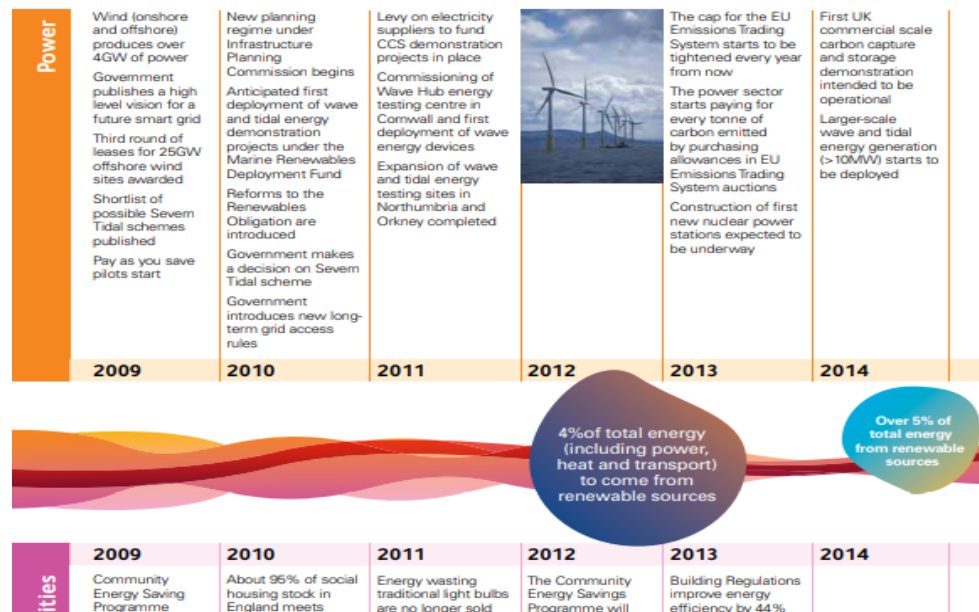 Power
Wind (onshore
and offshore)
produces over
4GW of power
Government
publishes a high
level vision for a
future smart grid
Third round of
leases for 25GW
offshore wind
sites awarded
Shortlist of
possible Severn
Tidal schemes
published
Pay as you save
pilots start
New planning
regime under
Infrastructure
Planning
Commission begins
Anticipated first
deployment of wave
and tidal energy
demonstration
projects under the
Marine Renewables
Deployment Fund
Reforms to the
Renewables
Obligation are
introduced
Government makes
a decision on Severn
Tidal scheme
Government
introduces new long-
term grid access
rules
Levy on electricity
suppliers to fund
CCS demonstration
projects in place
Commissioning of
Wave Hub energy
testing centre in
Cornwall and first
deployment of wave
energy devices
Expansion of wave
and tidal energy
testing sites in
Northumbria and
Orkney completed
The cap for the EU
Emissions Trading
System starts to be
tightened every year
from now
The power sector
starts paying for
every tonne of
carbon emitted
by purchasing
allowances in EU
Emissions Trading
System auctions
Construction of first
new nuclear power
stations expected to
be underway
First UK
commercial scale
carbon capture
and storage
demonstration
intended to be
operational
Larger-scale
wave and tidal
energy generation
(>10MW) starts to
be deployed
2009 2010 2011 2012 2013 2014
4%of total energy
(including power,
heat and transport)
to come from
renewable sources
Over 5% of
total energy
from renewable
sources
2009 2010 2011 2012 2013 2014
ities
Community
Energy Saving
Programme
About 95% of social
housing stock in
England meets
Energy wasting
traditional light bulbs
are no longer sold
The Community
Energy Savings
Programme will
Building Regulations
improve energy
efficiency by 44%